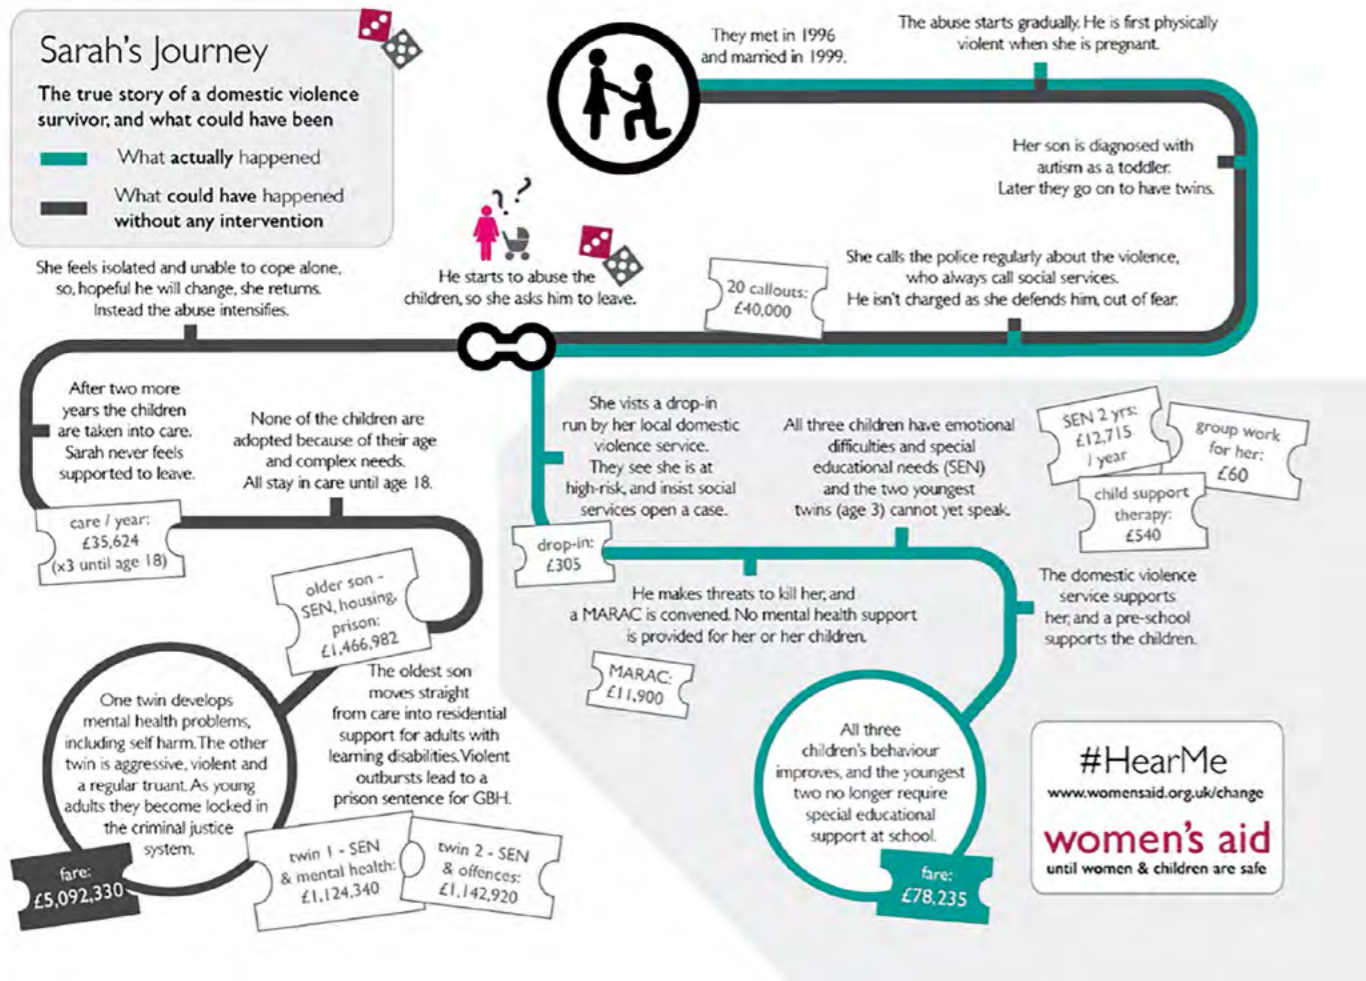 Sarah's Journey
The true story of a domestic violence
survivor, and what could have been
What actually happened
What could have happened
without any intervention
They met in 1996
and married in 1999.
The abuse starts gradually. He is first physically
violent when she is pregnant.
Her son is diagnosed with
autism as a toddler.
Later they go on to have twins.
She calls the police regularly about the violence,
who always call social services.
He isn't charged as she defends him, out of fear.
20 callouts:
£40,000
? ?
He starts to abuse the
children, so she asks him to leave.
She feels isolated and unable to cope alone,
so, hopeful he will change, she returns.
Instead the abuse intensifies.
After two more
years the children
are taken into care.
Sarah never feels
supported to leave.
care / year:
£35,624
(x3 until age 18)
None of the children are
adopted because of their age
and complex needs.
All stay in care until age 18.
older son -
SEN, housing,
prison:
£1,466,982
The oldest son
moves straight
from care into residential
support for adults with
learning disabilities. Violent
outbursts lead to a
prison sentence for GBH.
One twin develops
mental health problems,
including self harm. The other
twin is aggressive, violent and
a regular truant. As young
adults they become locked in
the criminal justice
system.
fare:
£5,092,330
twin 1 - SEN
& mental health:
£1,124,340
twin 2 - SEN
& offences:
£1,142,920
She vists a drop-in
run by her local domestic
violence service.
They see she is at
high-risk, and insist social
services open a case.
drop-in:
£305
He makes threats to kill her, and
a MARAC is convened. No mental health support
is provided for her or her children.
MARAC:
£11,900
All three children have emotional
difficulties and special
educational needs (SEN)
and the two youngest
twins (age 3) cannot yet speak.
SEN 2 yrs:
£12,715
/ year
group work
for her:
£60
child support
therapy:
£540
The domestic violence
service supports
her, and a pre-school
supports the children.
All three
children's behaviour
improves, and the youngest
two no longer require
special educational
support at school.
fare:
£78,235
#HearMe
www.womensaid.org.uk/change
women's aid
until women & children are safe